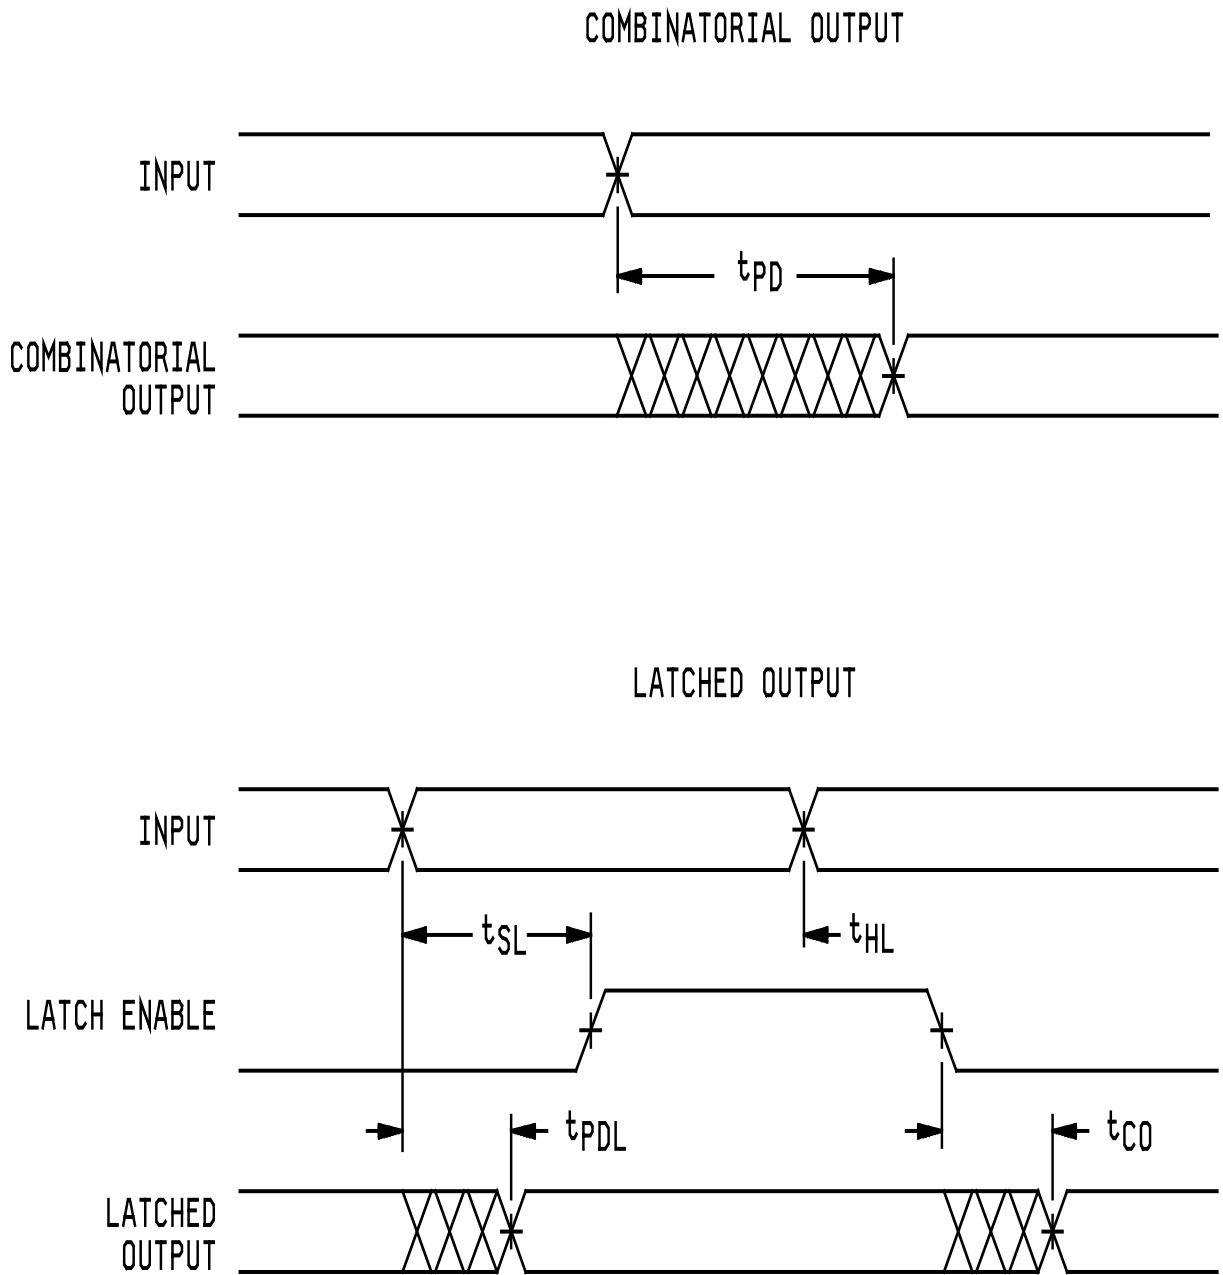 COMBINATORIAL OUTPUT
INPUT
tPD
COMBINATORIAL
OUTPUT
LATCHED OUTPUT
INPUT
tSL
tHL
LATCH ENABLE
tPDL
tCO
LATCHED
OUTPUT